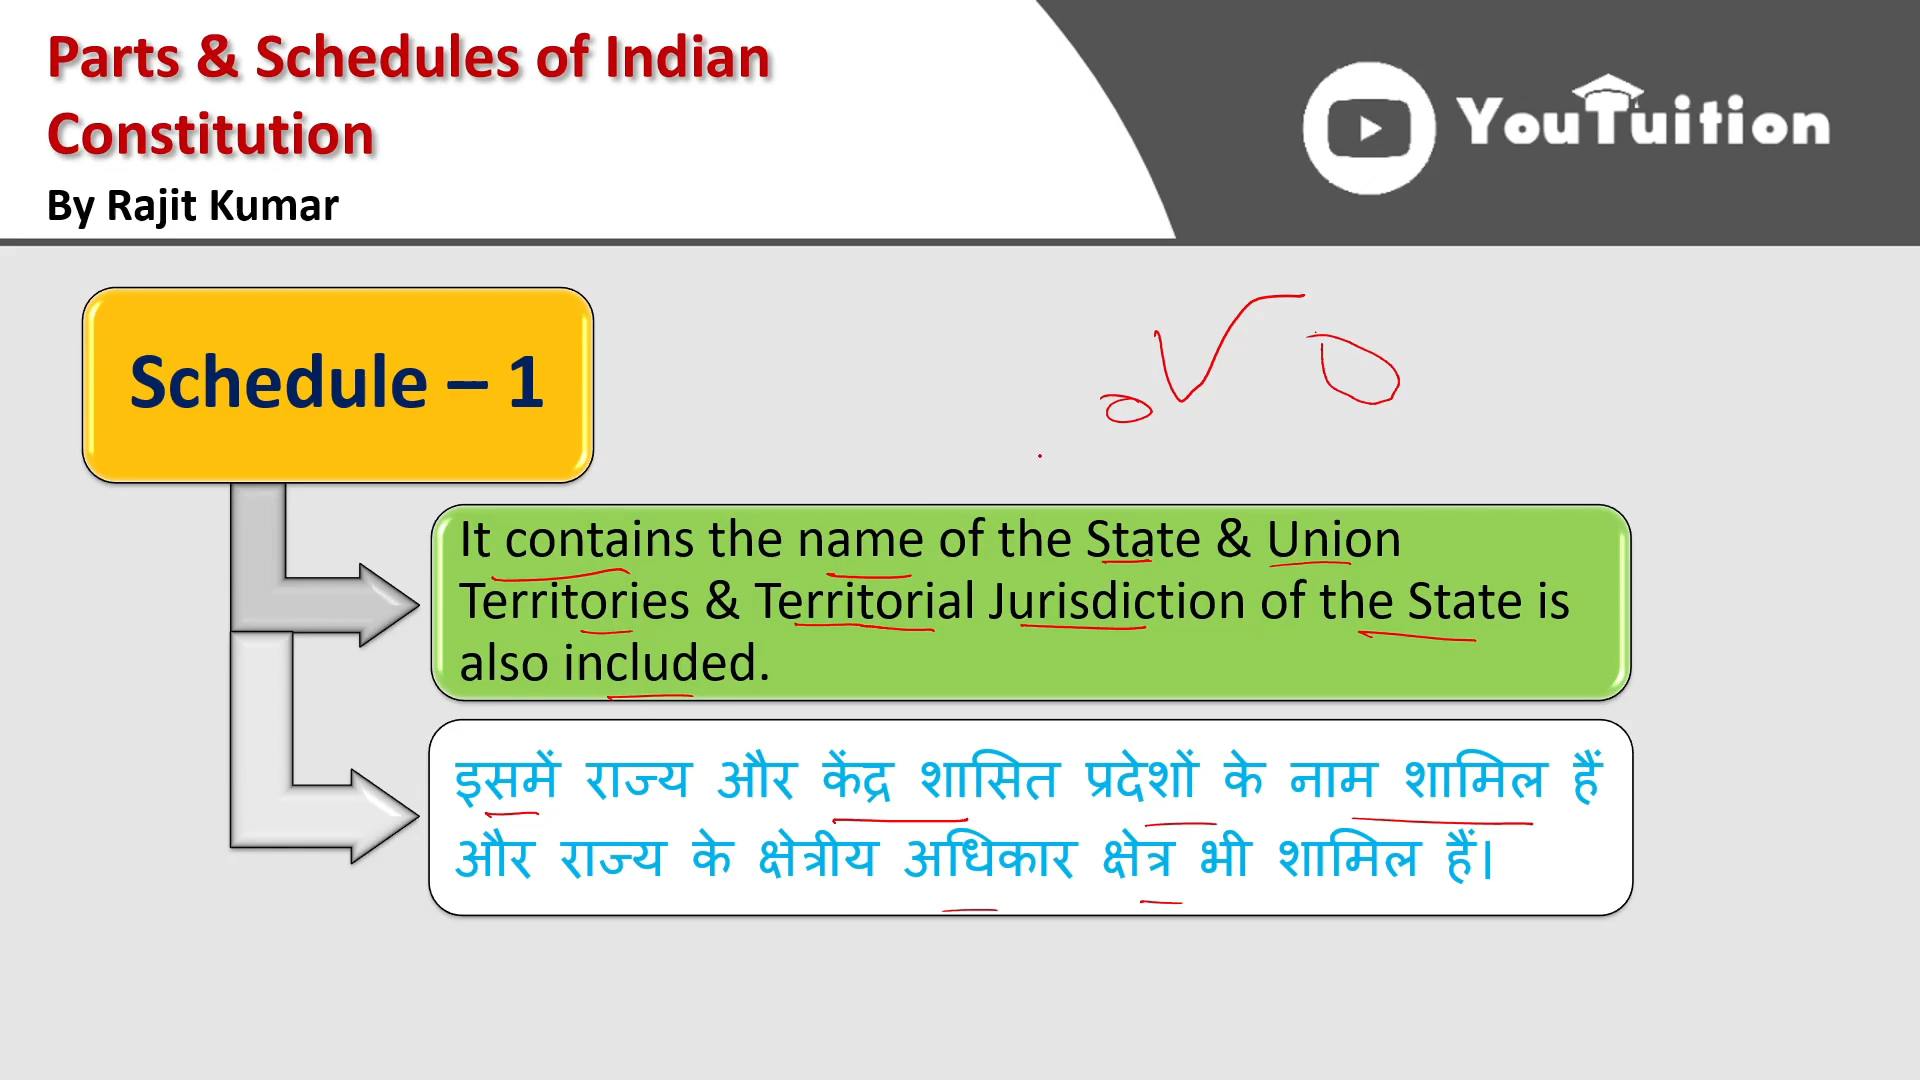 Parts & Schedules of Indian
Constitution
By Rajit Kumar
YouTuition
Schedule – 1
It contains the name of the State & Union
Territories & Territorial Jurisdiction of the State is
also included.
इसमें राज्य और केंद्र शासित प्रदेशों के नाम शामिल हैं
और राज्य के क्षेत्रीय अधिकार क्षेत्र भी शामिल हैं।